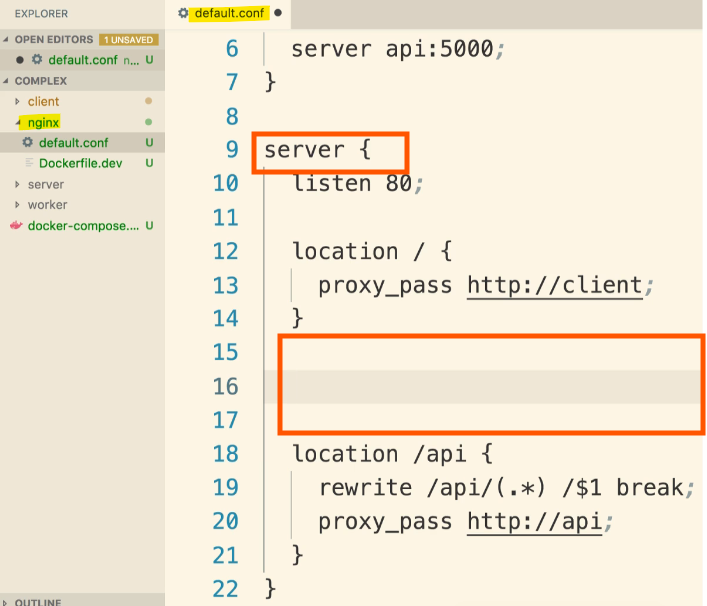 EXPLORER
OPEN EDITORS 1 UNSAVED
default.conf n... U
COMPLEX
client
nginx
default.conf U
Dockerfile.dev U
server
worker
docker-compose.... U
OUTLINE
default.conf
6 server api:5000;
7 }
8
9 server {
10 listen 80;
11
12 location / {
13 proxy_pass http://client;
14 }
15
16
17
18 location /api {
19 rewrite /api/(.*) /$1 break;
20 proxy_pass http://api;
21 }
22 }